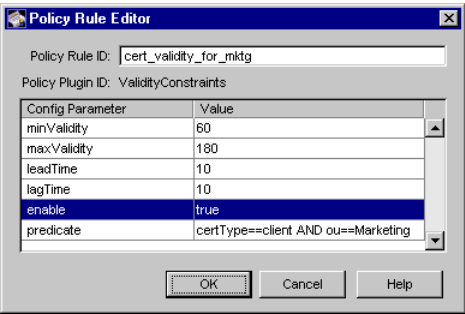 Policy Rule Editor
Policy Rule ID: cert_validity_for_mktg
Policy Plugin ID: ValidityConstraints
Config Parameter Value
minValidity 60
maxValidity 180
leadTime 10
lagTime 10
enable true
predicate certType==client AND ou==Marketing
OK Cancel Help